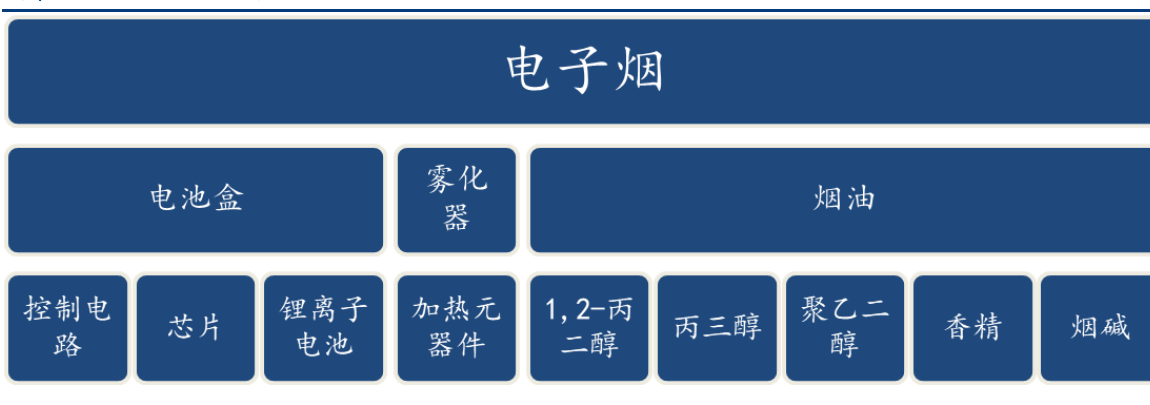 电子烟
电池盒
雾化
器
烟油
控制电
路
芯片
锂离子
电池
加热元
器件
1,2-丙
二醇
丙三醇
聚乙二
醇
香精
烟碱